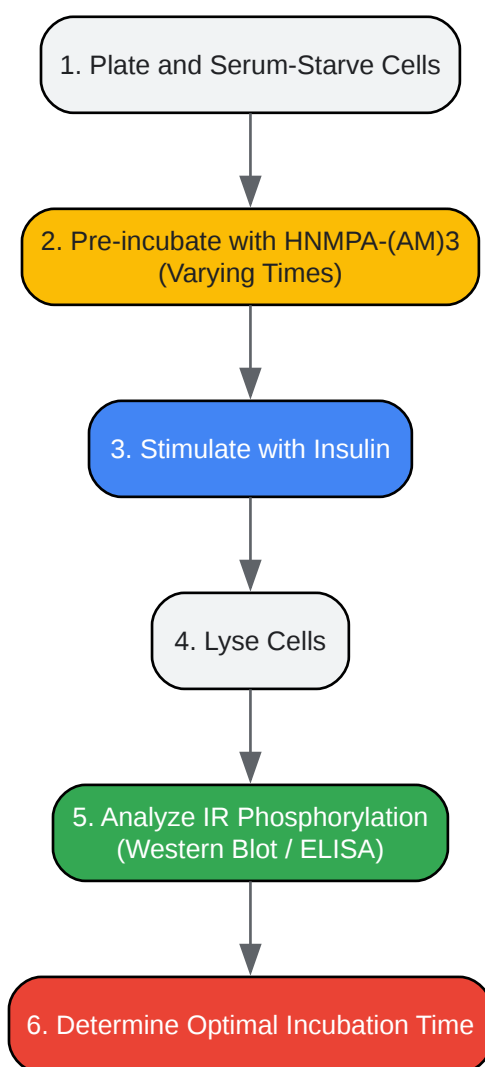 1. Plate and Serum-Starve Cells
2. Pre-incubate with HNMPA-(AM)3
(Varying Times)
3. Stimulate with Insulin
4. Lyse Cells
5. Analyze IR Phosphorylation
(Western Blot / ELISA)
6. Determine Optimal Incubation Time